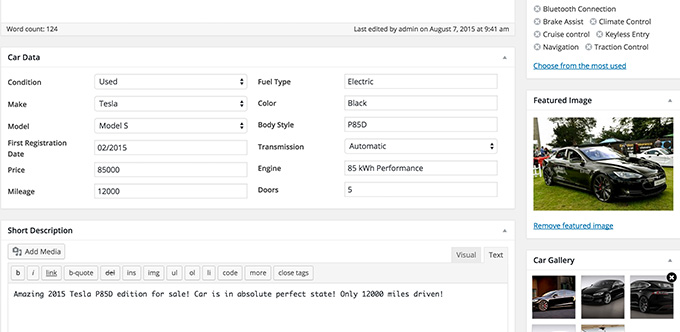 Word count: 124
Last edited by admin on August 7, 2015 at 9:41 am
Car Data
Condition
Used
Make
Tesla
Model
Model S
First Registration
Date
02/2015
Price
85000
Mileage
12000
Fuel Type
Electric
Color
Black
Body Style
P85D
Transmission
Automatic
Engine
85 kWh Performance
Doors
5
Short Description
Add Media
Visual
Text
b
i
link
b-quote
del
ins
img
ul
ol
li
code
more
close tags
Amazing 2015 Tesla P85D edition for sale! Car is in absolute perfect state! Only 12000 miles driven!
Bluetooth Connection
Brake Assist
Climate Control
Cruise control
Keyless Entry
Navigation
Traction Control
Choose from the most used
Featured Image
Remove featured image
Car Gallery